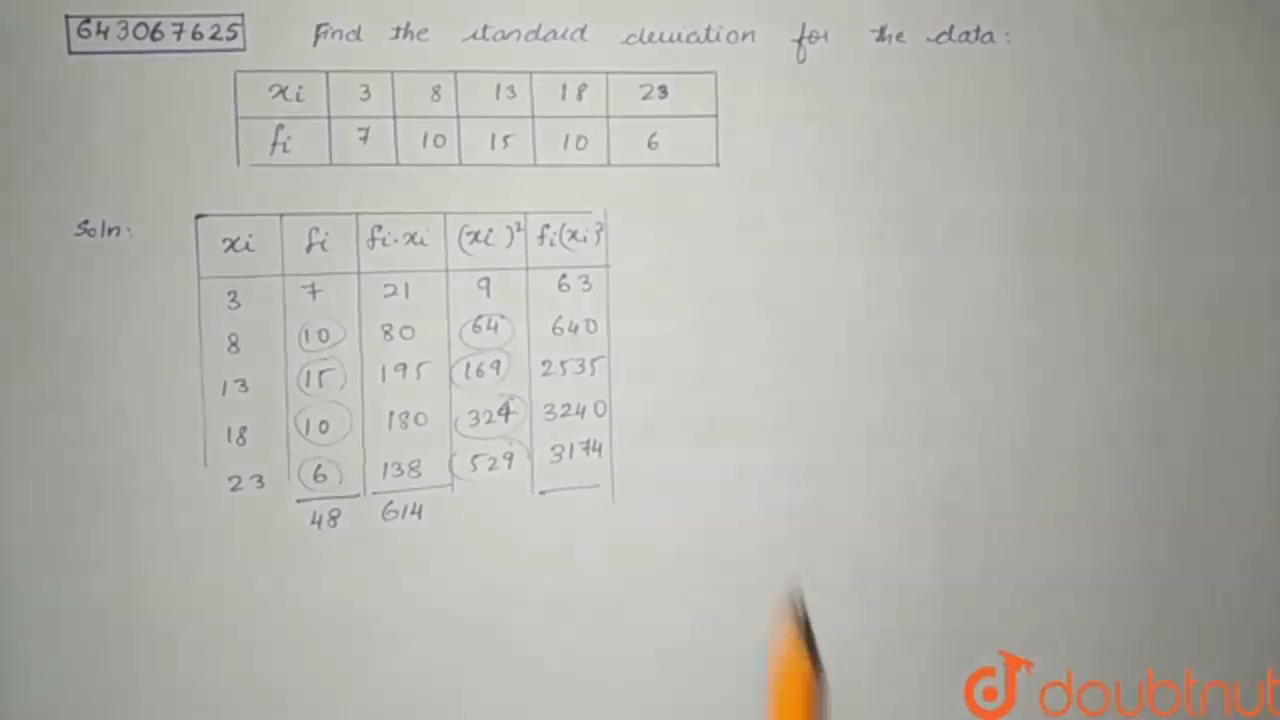 643067625 Find the standard deviation for the data:
xi 3 8 13 18 23
fi 7 10 15 10 6
Soln:
xi fi fi.xi (xi)² fi(xi)²
3 7 21 9 63
8 10 80 64 640
13 15 195 169 2535
18 10 180 324 3240
23 6 138 529 3174
48 614
doubtnut